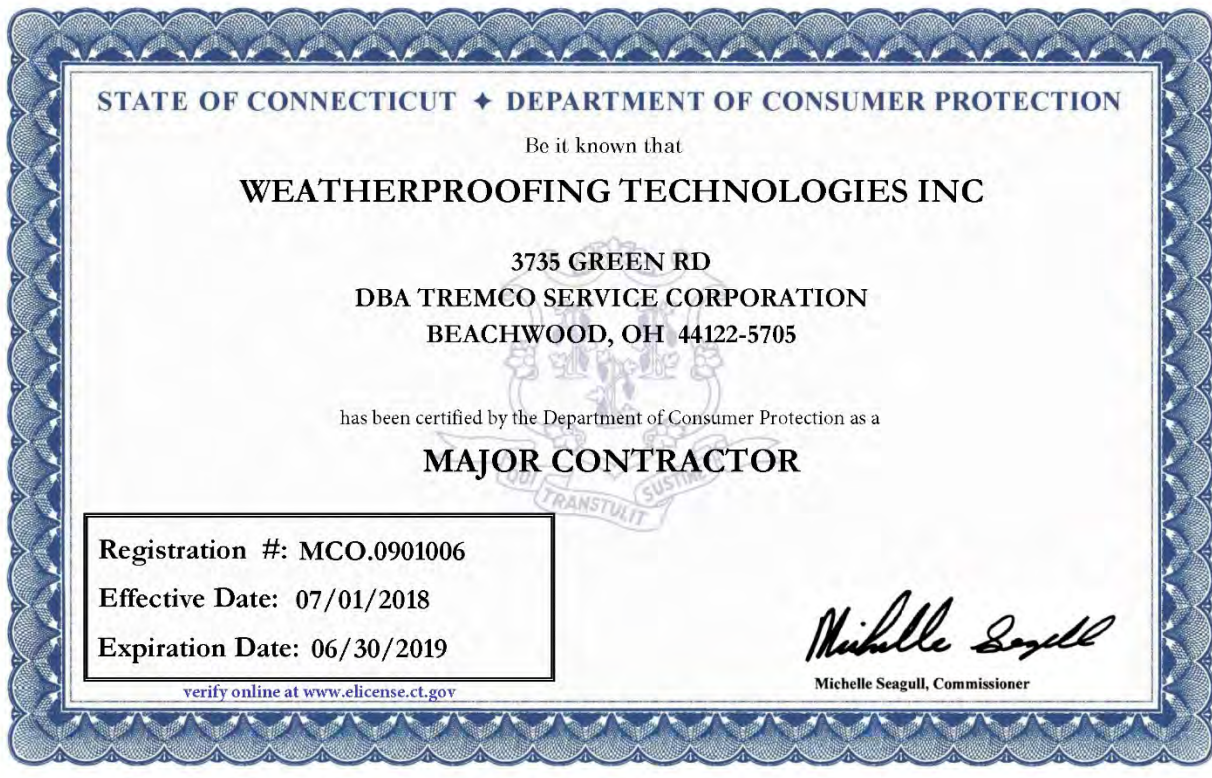 STATE OF CONNECTICUT ✦ DEPARTMENT OF CONSUMER PROTECTION
Be it known that
WEATHERPROOFING TECHNOLOGIES INC
3735 GREEN RD
DBA TREMCO SERVICE CORPORATION
BEACHWOOD, OH 44122-5705
has been certified by the Department of Consumer Protection as a
MAJOR CONTRACTOR
QUI TRANSTULIT SUSTINET
Registration #: MCO.0901006
Effective Date: 07/01/2018
Expiration Date: 06/30/2019
verify online at www.elicense.ct.gov
Michelle Seagull
Michelle Seagull, Commissioner